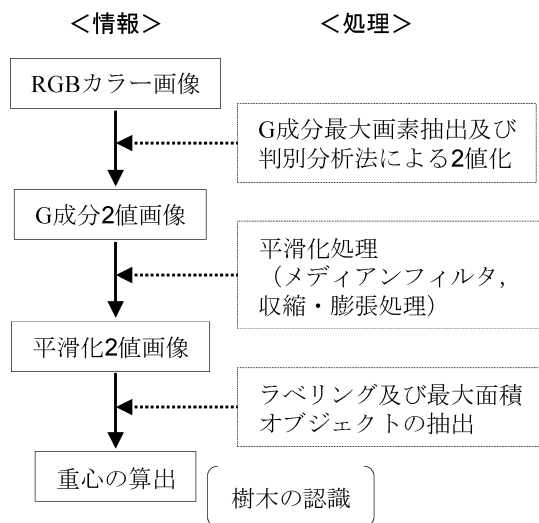 ＜情報＞
＜処理＞
RGBカラー画像
G成分最大画素抽出及び
判別分析法による2値化
G成分2値画像
平滑化処理
（メディアンフィルタ,
収縮・膨張処理）
平滑化2値画像
ラベリング及び最大面積
オブジェクトの抽出
重心の算出
樹木の認識